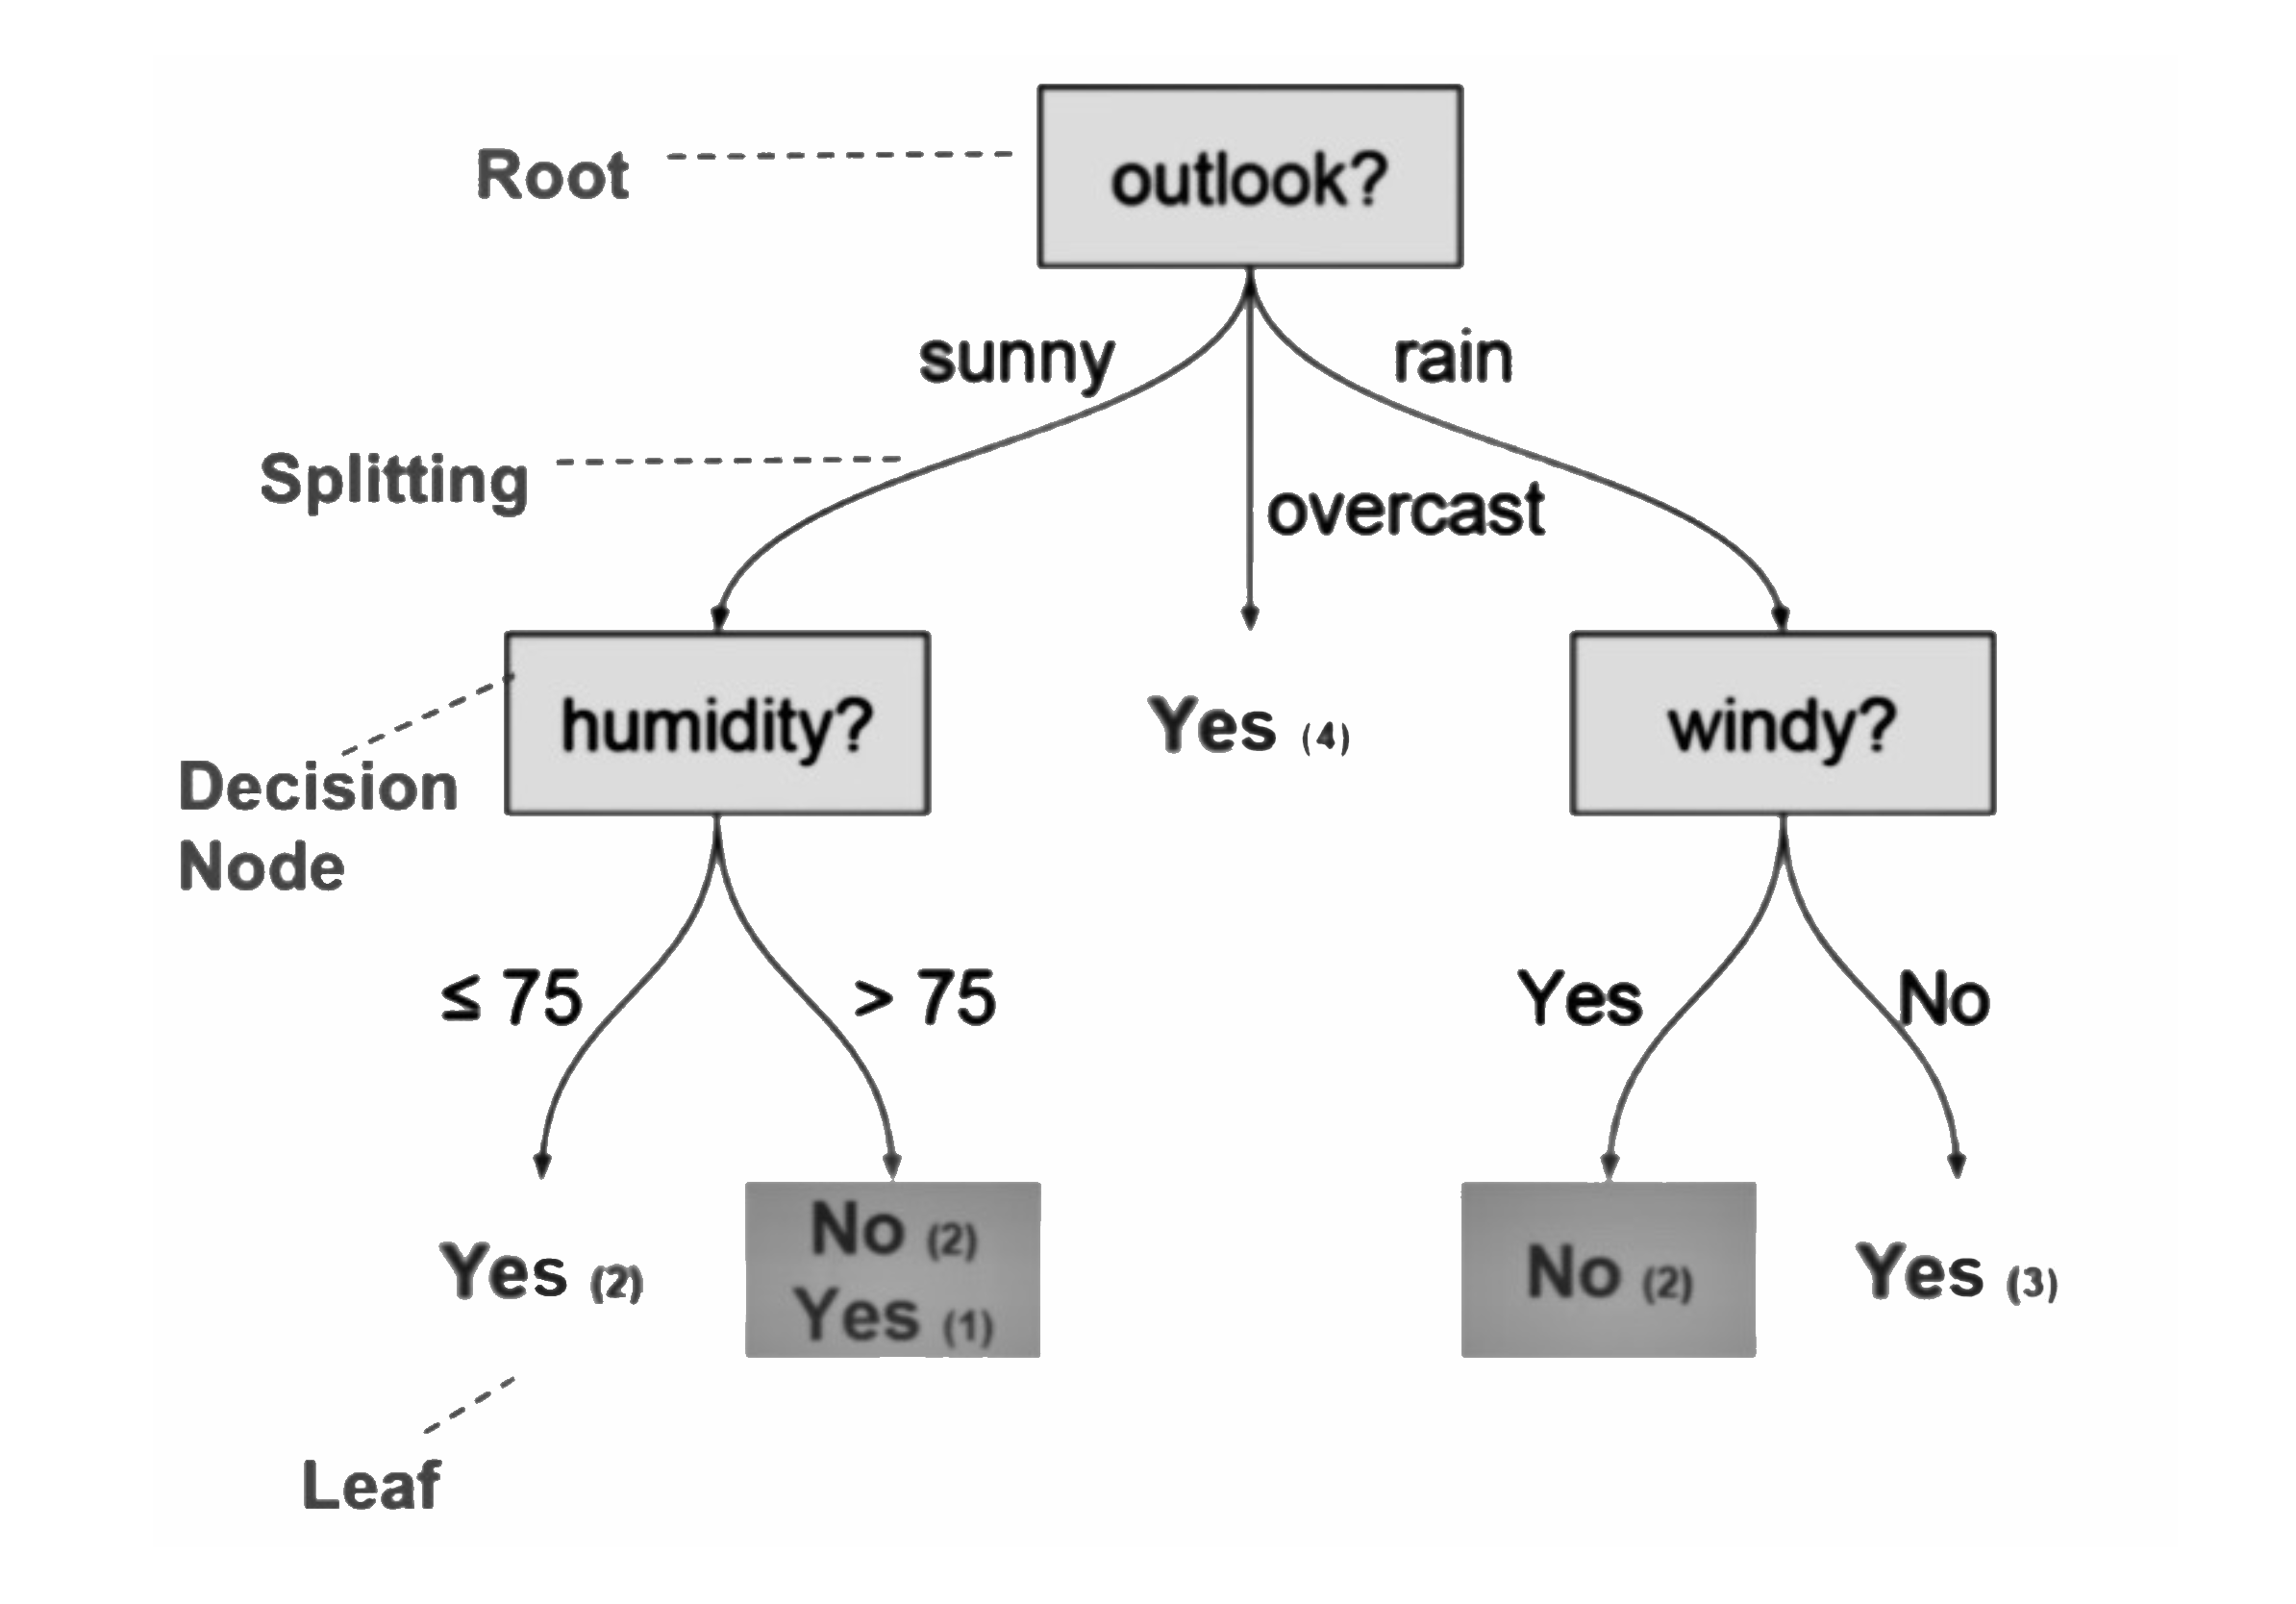 Root
outlook?
sunny
rain
Splitting
overcast
humidity?
Yes (4)
windy?
Decision
Node
≤ 75
> 75
Yes
No
Yes (2)
No (2)
Yes (1)
No (2)
Yes (3)
Leaf